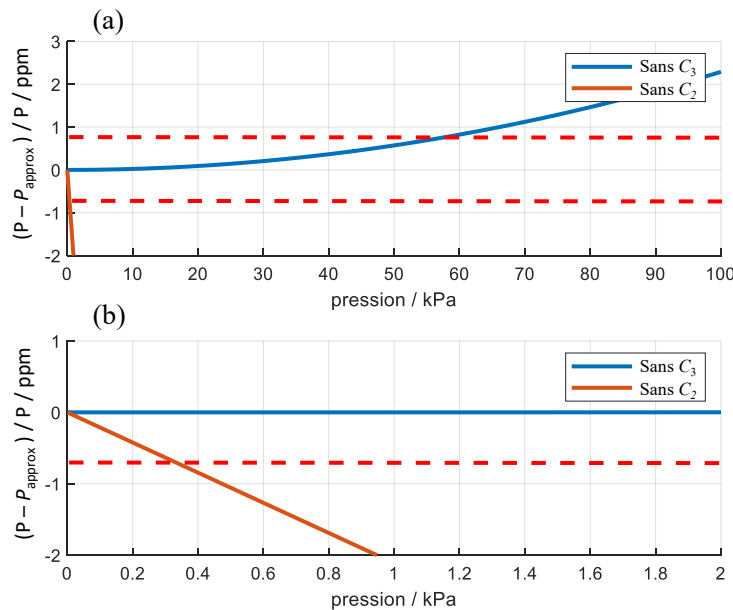 (a)
3
2
1
0
-1
-2
(P – P approx ) / P / ppm
Sans C3
Sans C2
0 10 20 30 40 50 60 70 80 90 100
pression / kPa
(b)
1
0
-1
-2
(P – P approx ) / P / ppm
Sans C3
Sans C2
0 0.2 0.4 0.6 0.8 1 1.2 1.4 1.6 1.8 2
pression / kPa